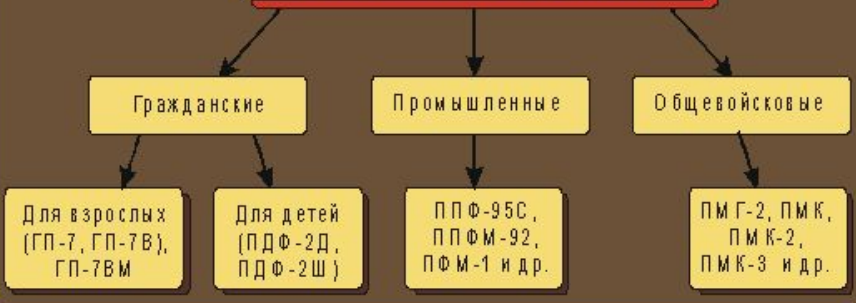 Гражданские
Промышленные
Общевойсковые
Для взрослых
(ГП-7, ГП-7В),
ГП-7ВМ
Для детей
(ПДФ-2Д,
ПДФ-2Ш)
ППФ-95С,
ППФМ-92,
ПФМ-1 и др.
ПМГ-2, ПМК,
ПМК-2,
ПМК-3 и др.